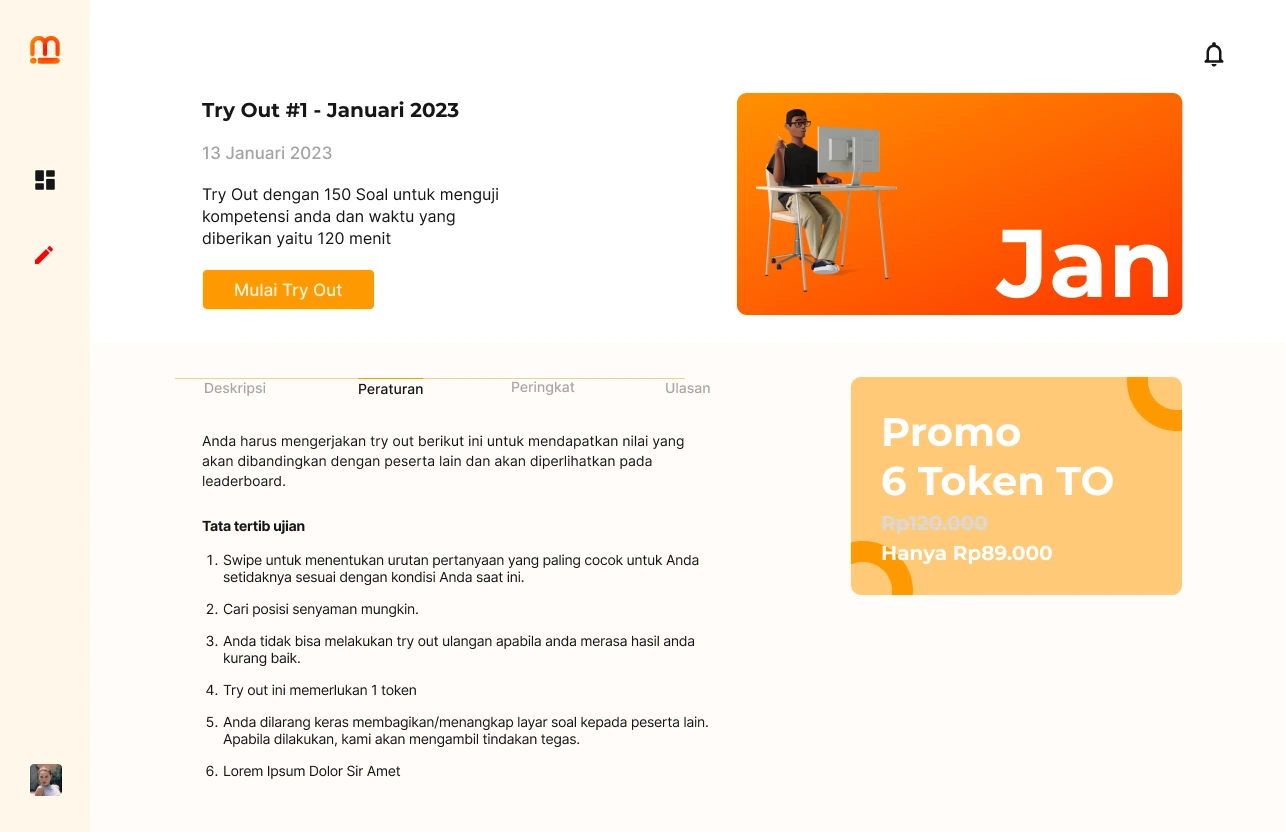 Try Out #1 - Januari 2023
13 Januari 2023
Try Out dengan 150 Soal untuk menguji
kompetensi anda dan waktu yang
diberikan yaitu 120 menit
Mulai Try Out
Jan
Deskripsi
Peraturan
Peringkat
Ulasan
Anda harus mengerjakan try out berikut ini untuk mendapatkan nilai yang
akan dibandingkan dengan peserta lain dan akan diperlihatkan pada
leaderboard.
Tata tertib ujian
1. Swipe untuk menentukan urutan pertanyaan yang paling cocok untuk Anda
setidaknya sesuai dengan kondisi Anda saat ini.
2. Cari posisi senyaman mungkin.
3. Anda tidak bisa melakukan try out ulangan apabila anda merasa hasil anda
kurang baik.
4. Try out ini memerlukan 1 token
5. Anda dilarang keras membagikan/menangkap layar soal kepada peserta lain.
Apabila dilakukan, kami akan mengambil tindakan tegas.
6. Lorem Ipsum Dolor Sir Amet
Promo
6 Token TO
Rp120.000
Hanya Rp89.000